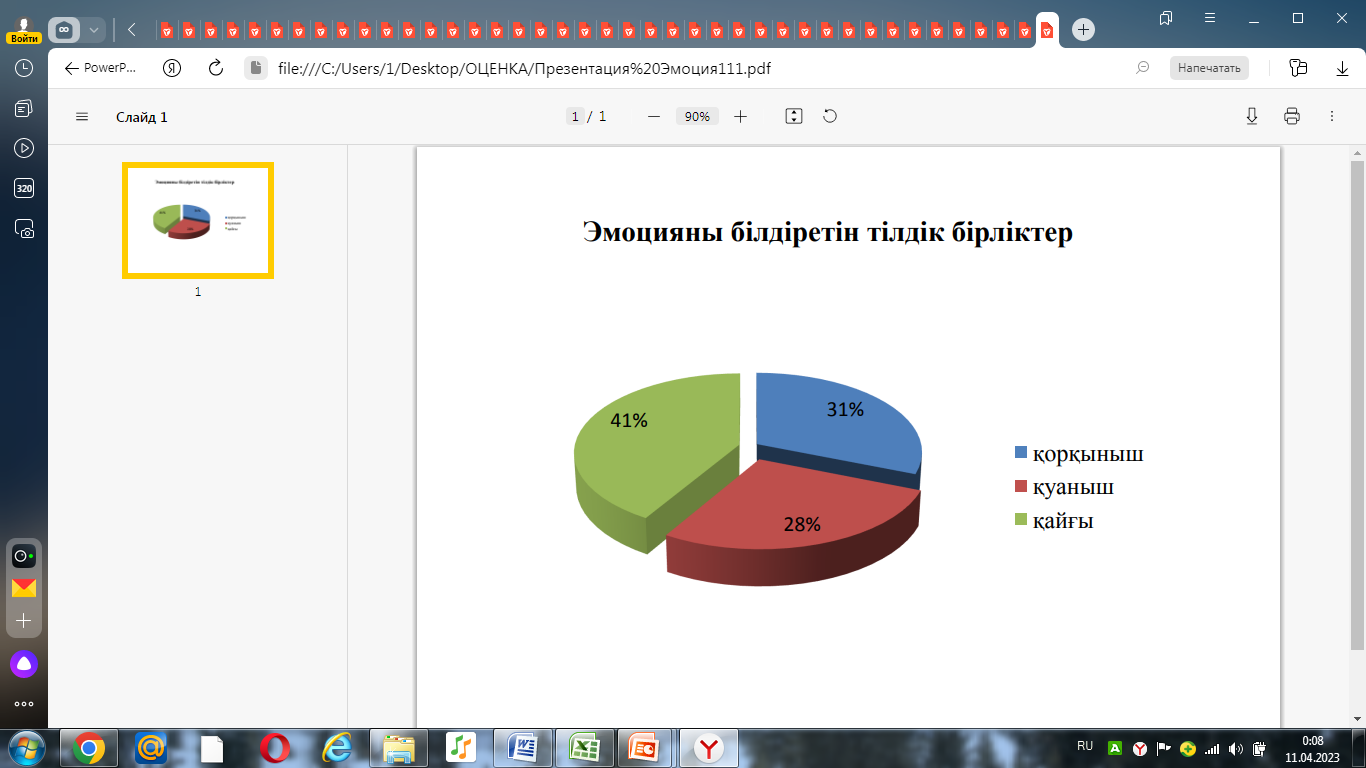 Войти
PowerP...
file:///C:/Users/1/Desktop/ОЦЕНКА/Презентация%20Эмоция111.pdf
Напечатать
Слайд 1
1 / 1
90%
320
1
Эмоцияны білдіретін тілдік бірліктер
41%
31%
28%
қорқыныш
қуаныш
қайғы
RU
0:08
11.04.2023